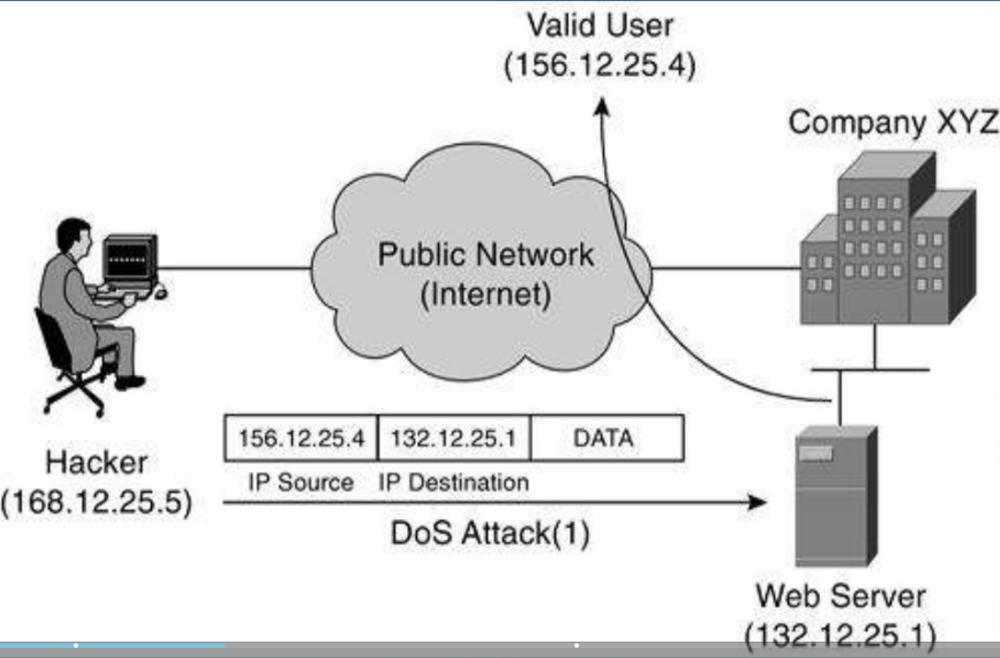 Valid User
(156.12.25.4)
Company XYZ
Public Network
(Internet)
156.12.25.4 132.12.25.1 DATA
IP Source IP Destination
Hacker
(168.12.25.5)
DoS Attack(1)
Web Server
(132.12.25.1)